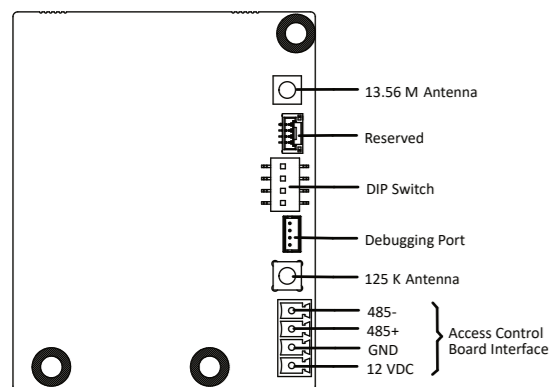 13.56 M Antenna
Reserved
DIP Switch
Debugging Port
125 K Antenna
485-
485+
GND
12 VDC
Access Control
Board Interface